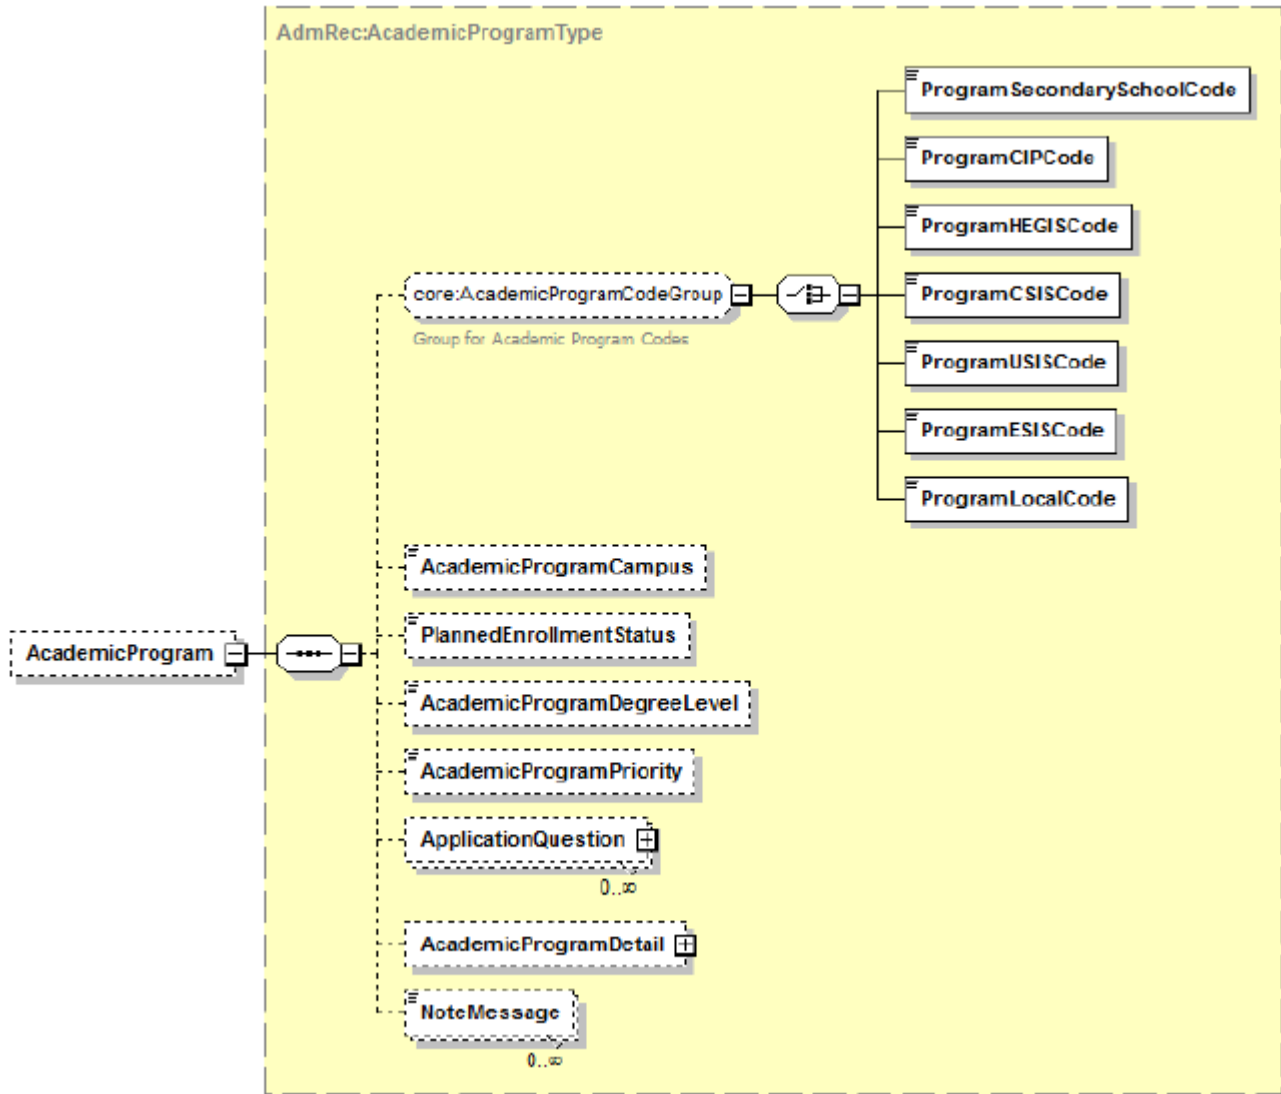 AdmRec:AcademicProgramType
ProgramSecondarySchoolCode
ProgramCIPCode
ProgramHEGISCode
core:AcademicProgramCodeGroup
ProgramCSISCode
Group for Academic Program Codes
ProgramUSISCode
ProgramESISCode
ProgramLocalCode
AcademicProgramCampus
PlannedEnrollmentStatus
AcademicProgram
AcademicProgramDegreeLevel
AcademicProgramPriority
ApplicationQuestion
0..∞
AcademicProgramDetail
NoteMessage
0..∞